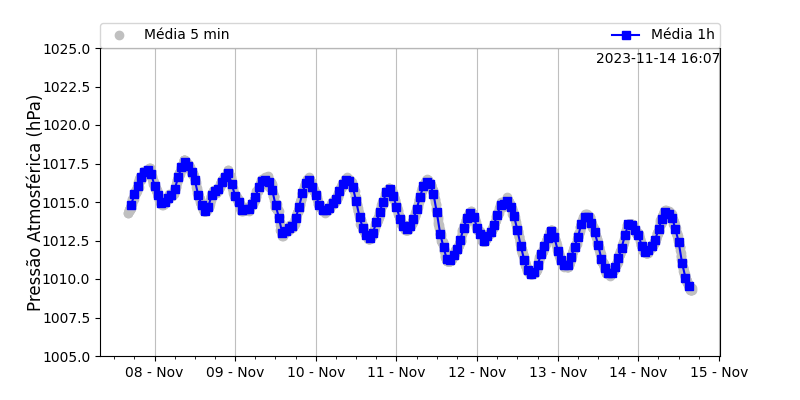 Média 5 min
Média 1h
2023-11-14 16:07
Pressão Atmosférica (hPa)
1025.0
1022.5
1020.0
1017.5
1015.0
1012.5
1010.0
1007.5
1005.0
08 - Nov
09 - Nov
10 - Nov
11 - Nov
12 - Nov
13 - Nov
14 - Nov
15 - Nov